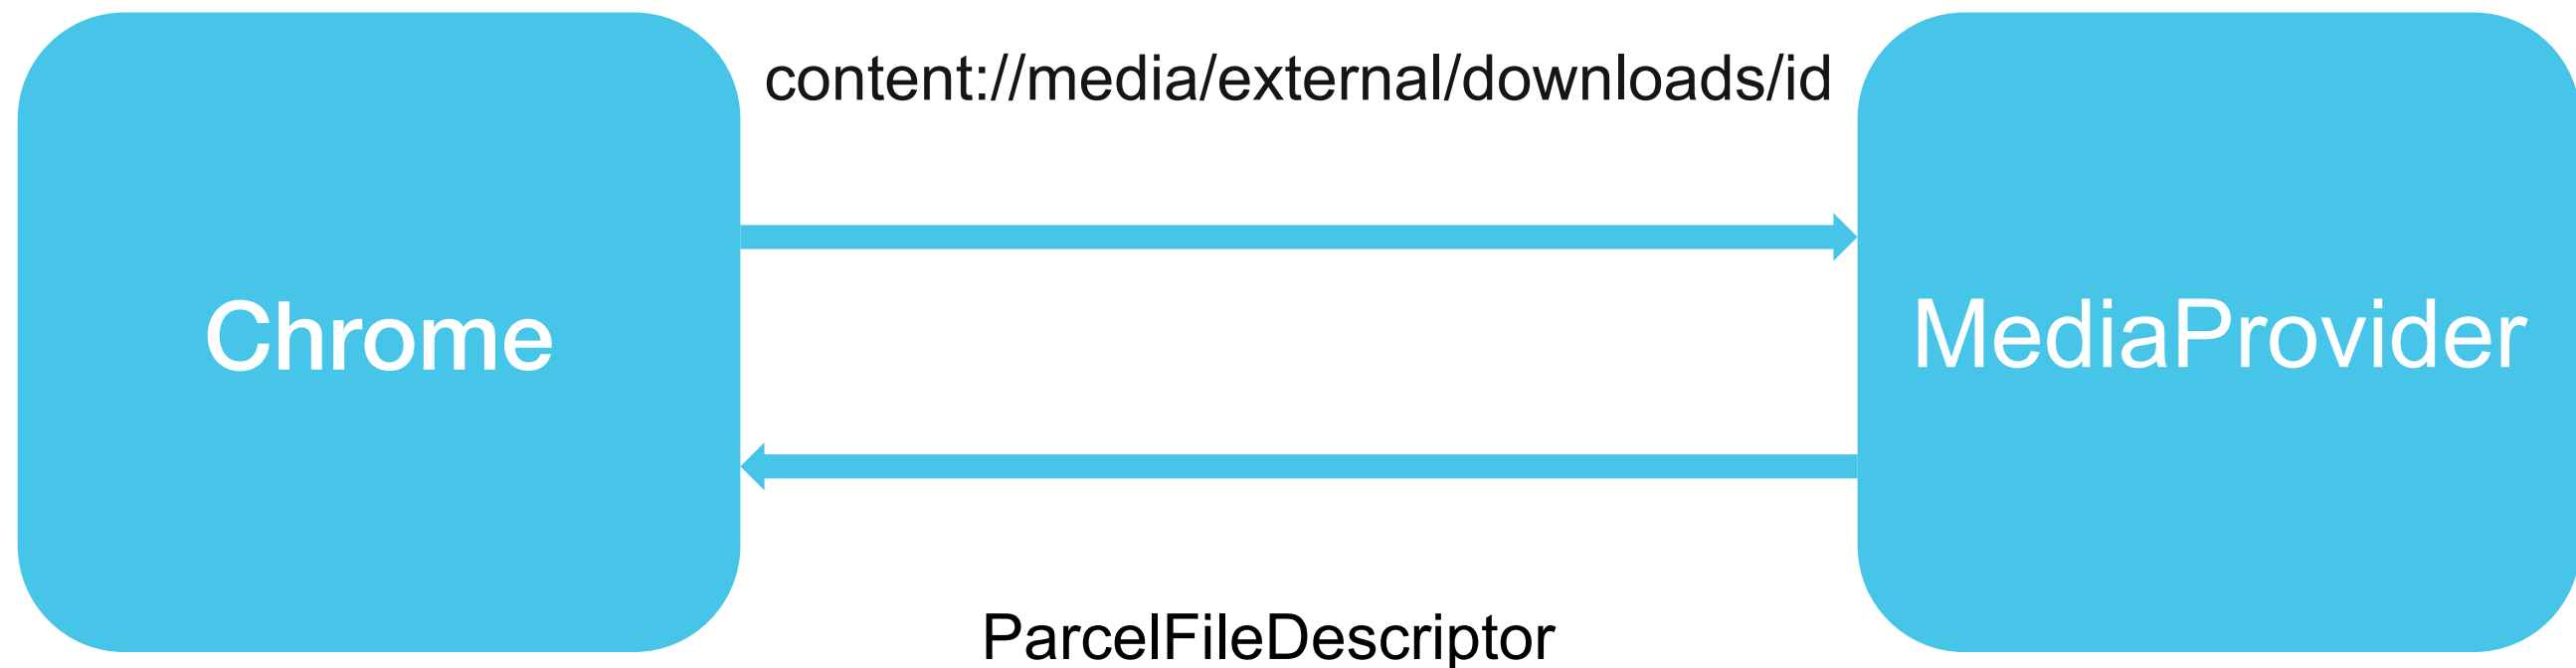 content://media/external/downloads/id
Chrome
MediaProvider
ParcelFileDescriptor